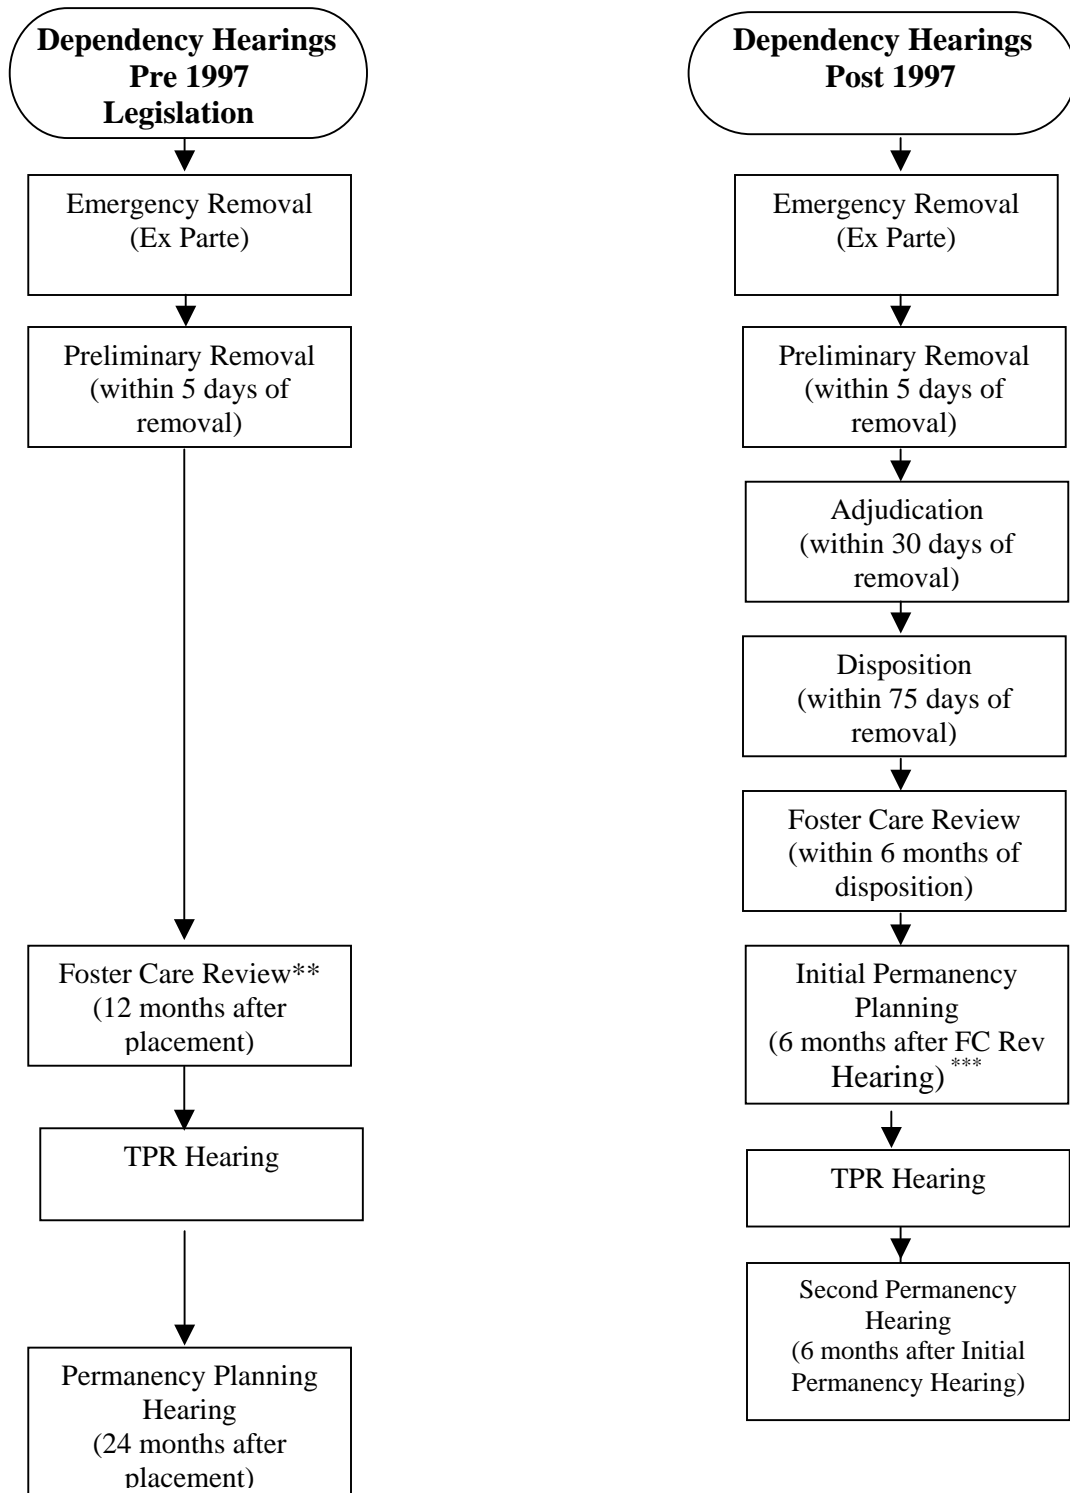 Dependency Hearings
Pre 1997
Legislation
Emergency Removal
(Ex Parte)
Preliminary Removal
(within 5 days of
removal)
Foster Care Review**
(12 months after
placement)
TPR Hearing
Permanency Planning
Hearing
(24 months after
placement)
Dependency Hearings
Post 1997
Emergency Removal
(Ex Parte)
Preliminary Removal
(within 5 days of
removal)
Adjudication
(within 30 days of
removal)
Disposition
(within 75 days of
removal)
Foster Care Review
(within 6 months of
disposition)
Initial Permanency
Planning
(6 months after FC Rev
Hearing) ***
TPR Hearing
Second Permanency
Hearing
(6 months after Initial
Permanency Hearing)